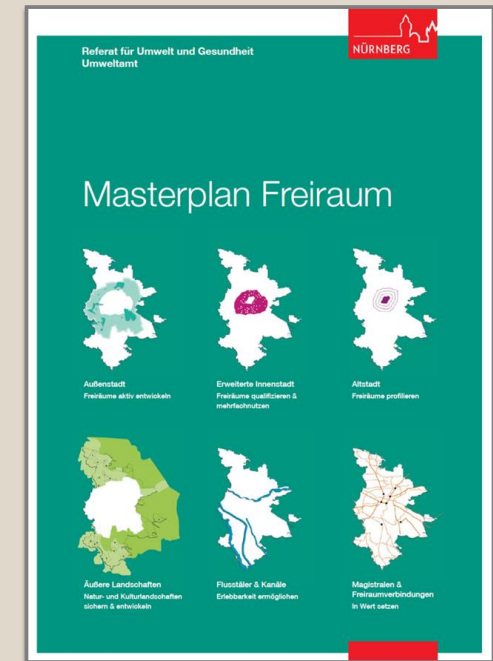 NÜRNBERG
Referat für Umwelt und Gesundheit
Umweltamt
Masterplan Freiraum
Außenstadt
Freiräume aktiv entwickeln
Erweiterte Innenstadt
Freiräume qualifizieren &
mehrfachnutzen
Altstadt
Freiräume profilieren
Äußere Landschaften
Natur- und Kulturlandschaften
sichern & entwickeln
Flusstäler & Kanäle
Erlebbarkeit ermöglichen
Magistralen &
Freiraumverbindungen
in Wert setzen